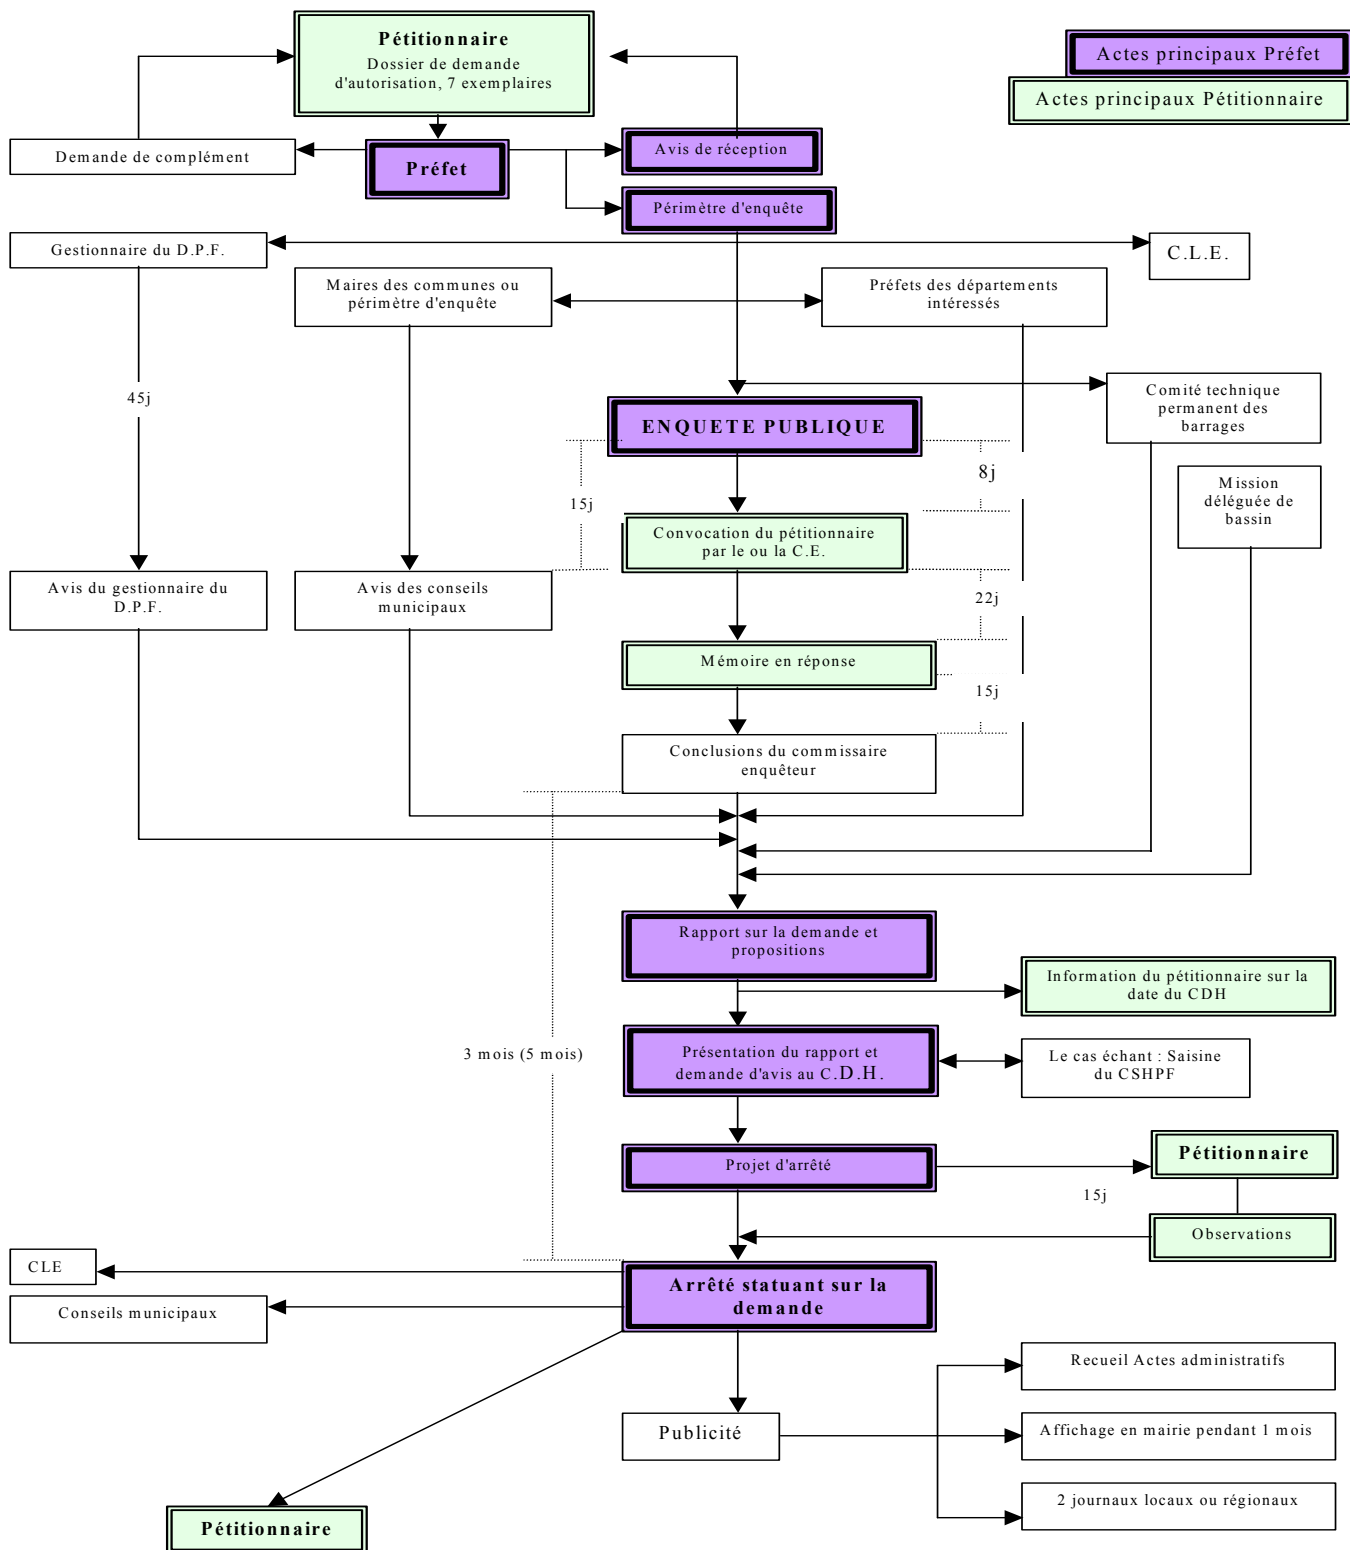 Pétitionnaire
Dossier de demande
d'autorisation, 7 exemplaires
Actes principaux Préfet
Actes principaux Pétitionnaire
Demande de complément
Préfet
Avis de réception
Périmètre d'enquête
Gestionnaire du D.P.F.
C.L.E.
Maires des communes ou
périmètre d'enquête
Préfets des départements
intéressés
45j
Comité technique
permanent des
barrages
ENQUETE PUBLIQUE
8j
15j
Mission
déléguée de
bassin
Convocation du pétitionnaire
par le ou la C.E.
Avis du gestionnaire du
D.P.F.
Avis des conseils
municipaux
22j
Mémoire en réponse
15j
Conclusions du commissaire
enquêteur
Rapport sur la demande et
propositions
Information du pétitionnaire sur la
date du CDH
3 mois (5 mois)
Présentation du rapport et
demande d'avis au C.D.H.
Le cas échant : Saisine
du CSHPF
Projet d'arrêté
Pétitionnaire
15j
Observations
CLE
Arrêté statuant sur la
demande
Conseils municipaux
Recueil Actes administratifs
Publicité
Affichage en mairie pendant 1 mois
2 journaux locaux ou régionaux
Pétitionnaire